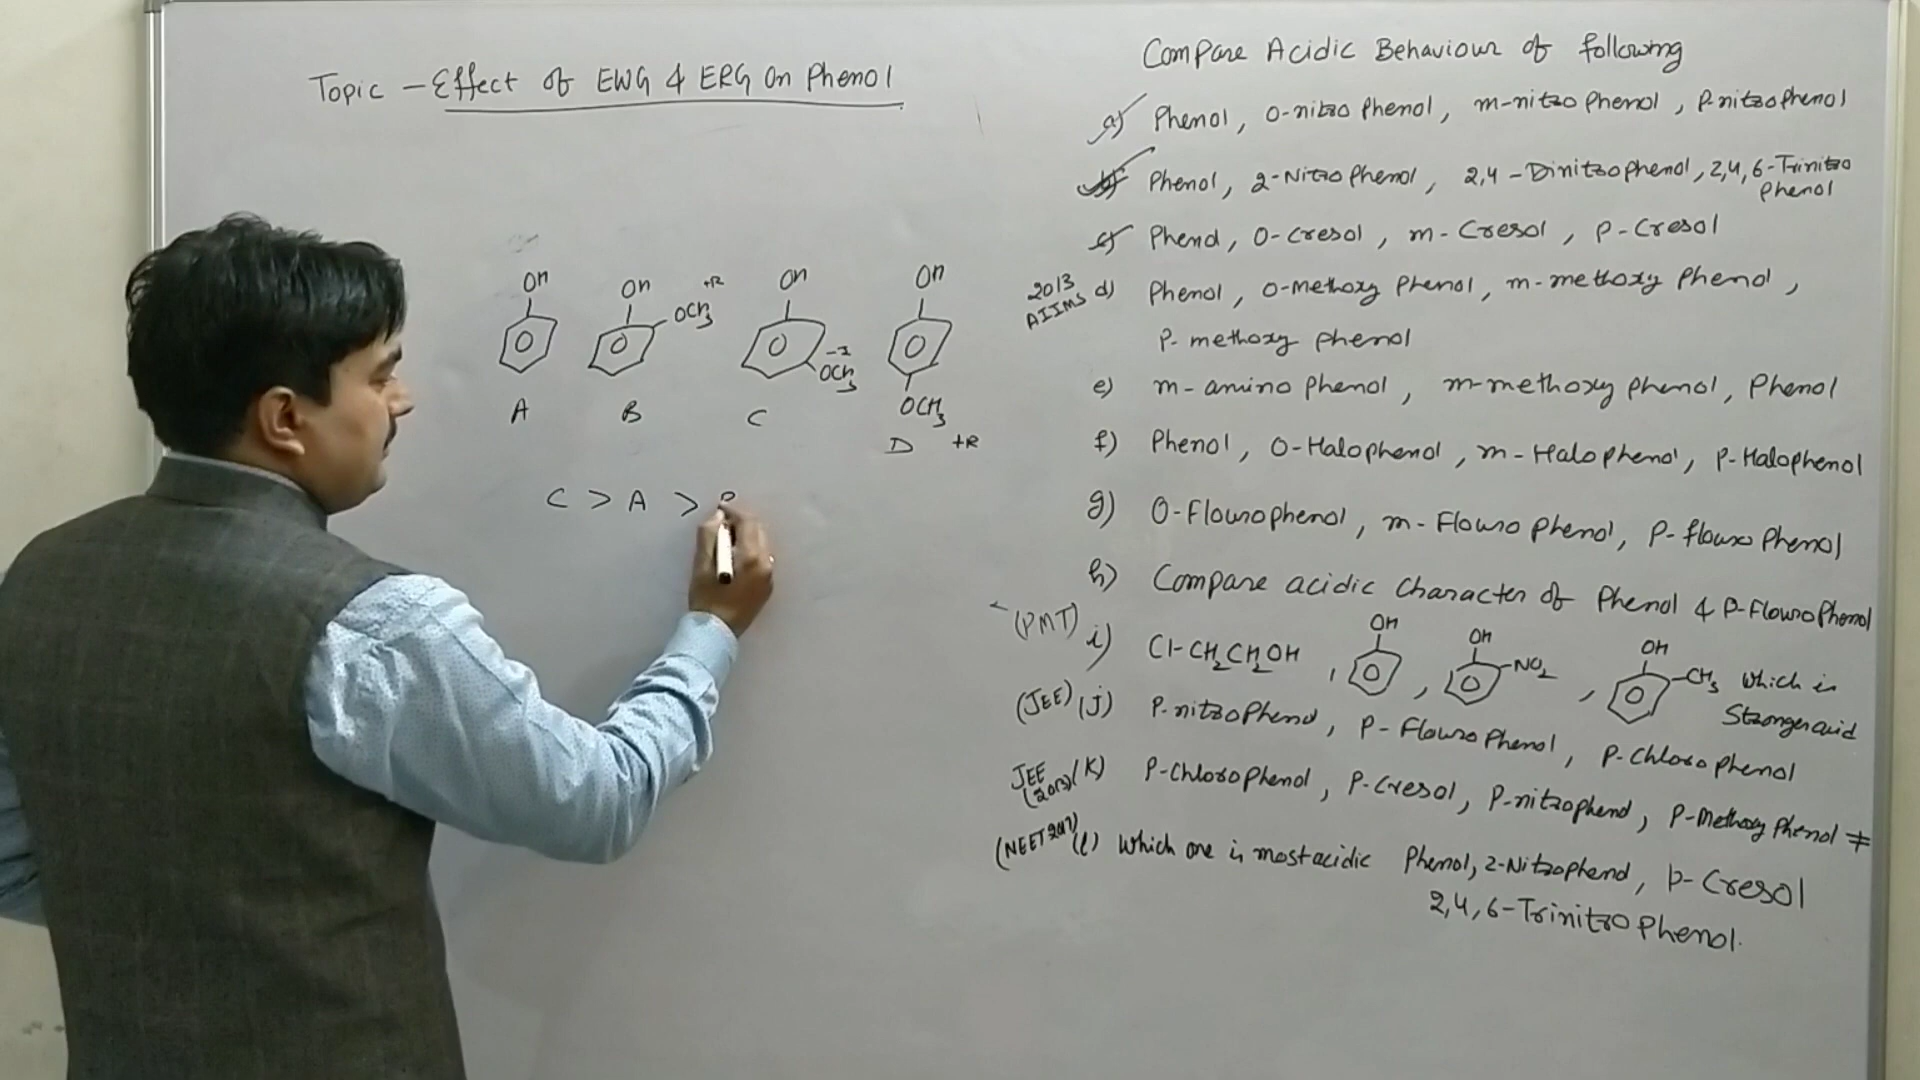 Topic - Effect of EWG & ERG On Phenol
OH
OH
OCH3 +R
OH
-I
OCH3
OH
OCH3
+R
A
B
C
D
C > A >
Compare Acidic Behaviour of following
a) Phenol, O-nitro Phenol, m-nitro Phenol, P-nitrophenol
b) Phenol, 2-Nitro Phenol, 2,4-Dinitrophenol, 2,4,6-Trinitro
Phenol
c) Phenol, O-Cresol, m-Cresol, p-Cresol
2013
AIIMS d) Phenol, O-methoxy Phenol, m-methoxy Phenol,
P-methoxy phenol
e) m-amino phenol, m-methoxy phenol, Phenol
f) Phenol, O-Halophenol, m-Halophenol, p-Halophenol
g) O-Flourophenol, m-Flouro Phenol, P-flouro Phenol
h) Compare acidic Character of Phenol & P-FlouroPhenol
(PMT) i) Cl-CH2CH2OH, OH, OH -NO2, OH -CH3 which is
Stronger acid
(JEE) (j) P-nitroPhenol, P-Flouro Phenol, P-Chloro phenol
JEE
(2013) (K) P-Chlorophenol, P-Cresol, P-nitrophenol, P-Methoxy Phenol
(NEET 2017) (l) Which one is most acidic Phenol, 2-Nitrophenol, p-Cresol
2,4,6-Trinitro Phenol.